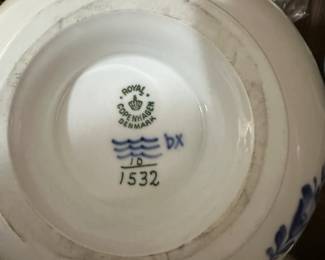 ROYAL
COPENHAGEN
DENMARK
bx
10
1532